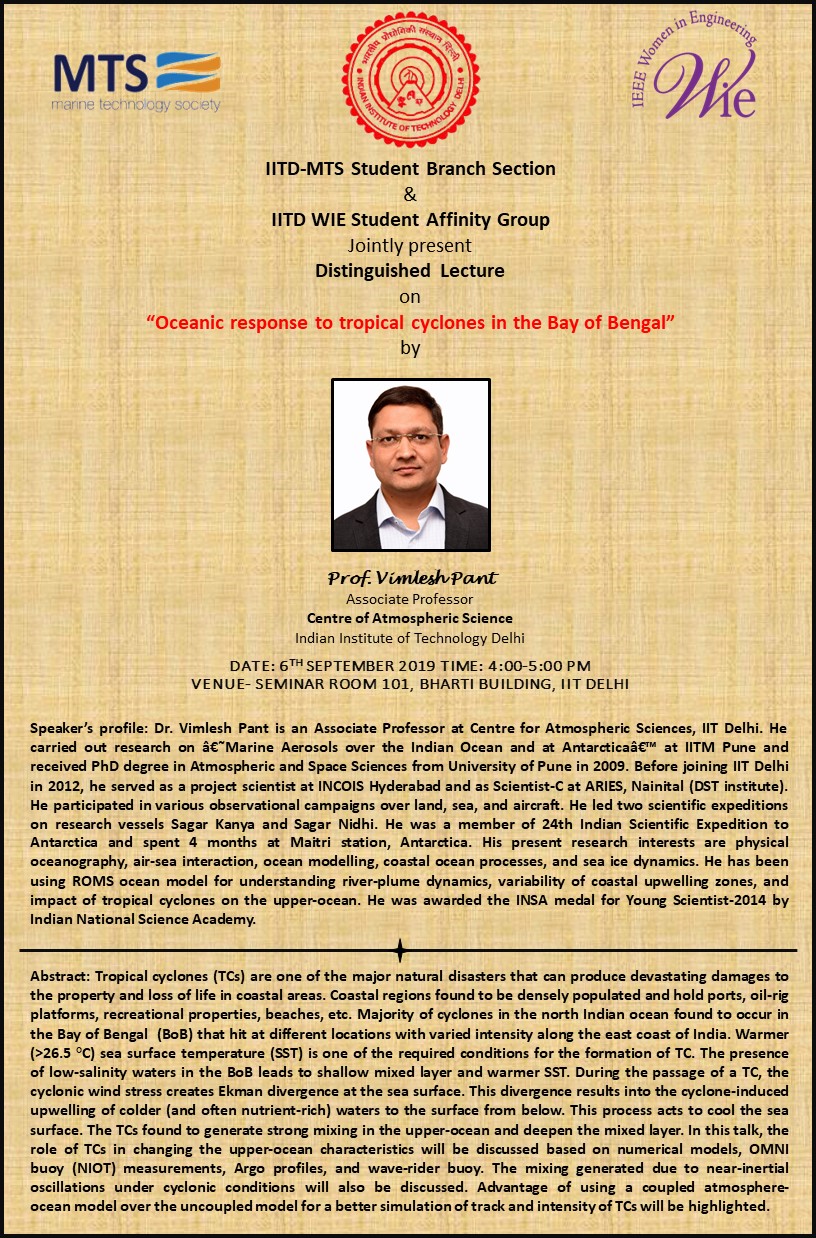 MTS
marine technology society
भारतीय प्रौद्योगिकी संस्थान दिल्ली
INDIAN INSTITUTE OF TECHNOLOGY DELHI
IEEE Women in Engineering
Wie
IITD-MTS Student Branch Section
&
IITD WIE Student Affinity Group
Jointly present
Distinguished Lecture
on
“Oceanic response to tropical cyclones in the Bay of Bengal”
by
Prof. Vimlesh Pant
Associate Professor
Centre of Atmospheric Science
Indian Institute of Technology Delhi
DATE: 6TH SEPTEMBER 2019 TIME: 4:00-5:00 PM
VENUE- SEMINAR ROOM 101, BHARTI BUILDING, IIT DELHI
Speaker’s profile: Dr. Vimlesh Pant is an Associate Professor at Centre for Atmospheric Sciences, IIT Delhi. He
carried out research on â€˜Marine Aerosols over the Indian Ocean and at Antarcticaâ€™ at IITM Pune and
received PhD degree in Atmospheric and Space Sciences from University of Pune in 2009. Before joining IIT Delhi
in 2012, he served as a project scientist at INCOIS Hyderabad and as Scientist-C at ARIES, Nainital (DST institute).
He participated in various observational campaigns over land, sea, and aircraft. He led two scientific expeditions
on research vessels Sagar Kanya and Sagar Nidhi. He was a member of 24th Indian Scientific Expedition to
Antarctica and spent 4 months at Maitri station, Antarctica. His present research interests are physical
oceanography, air-sea interaction, ocean modelling, coastal ocean processes, and sea ice dynamics. He has been
using ROMS ocean model for understanding river-plume dynamics, variability of coastal upwelling zones, and
impact of tropical cyclones on the upper-ocean. He was awarded the INSA medal for Young Scientist-2014 by
Indian National Science Academy.
Abstract: Tropical cyclones (TCs) are one of the major natural disasters that can produce devastating damages to
the property and loss of life in coastal areas. Coastal regions found to be densely populated and hold ports, oil-rig
platforms, recreational properties, beaches, etc. Majority of cyclones in the north Indian ocean found to occur in
the Bay of Bengal (BoB) that hit at different locations with varied intensity along the east coast of India. Warmer
(>26.5 °C) sea surface temperature (SST) is one of the required conditions for the formation of TC. The presence
of low-salinity waters in the BoB leads to shallow mixed layer and warmer SST. During the passage of a TC, the
cyclonic wind stress creates Ekman divergence at the sea surface. This divergence results into the cyclone-induced
upwelling of colder (and often nutrient-rich) waters to the surface from below. This process acts to cool the sea
surface. The TCs found to generate strong mixing in the upper-ocean and deepen the mixed layer. In this talk, the
role of TCs in changing the upper-ocean characteristics will be discussed based on numerical models, OMNI
buoy (NIOT) measurements, Argo profiles, and wave-rider buoy. The mixing generated due to near-inertial
oscillations under cyclonic conditions will also be discussed. Advantage of using a coupled atmosphere-
ocean model over the uncoupled model for a better simulation of track and intensity of TCs will be highlighted.